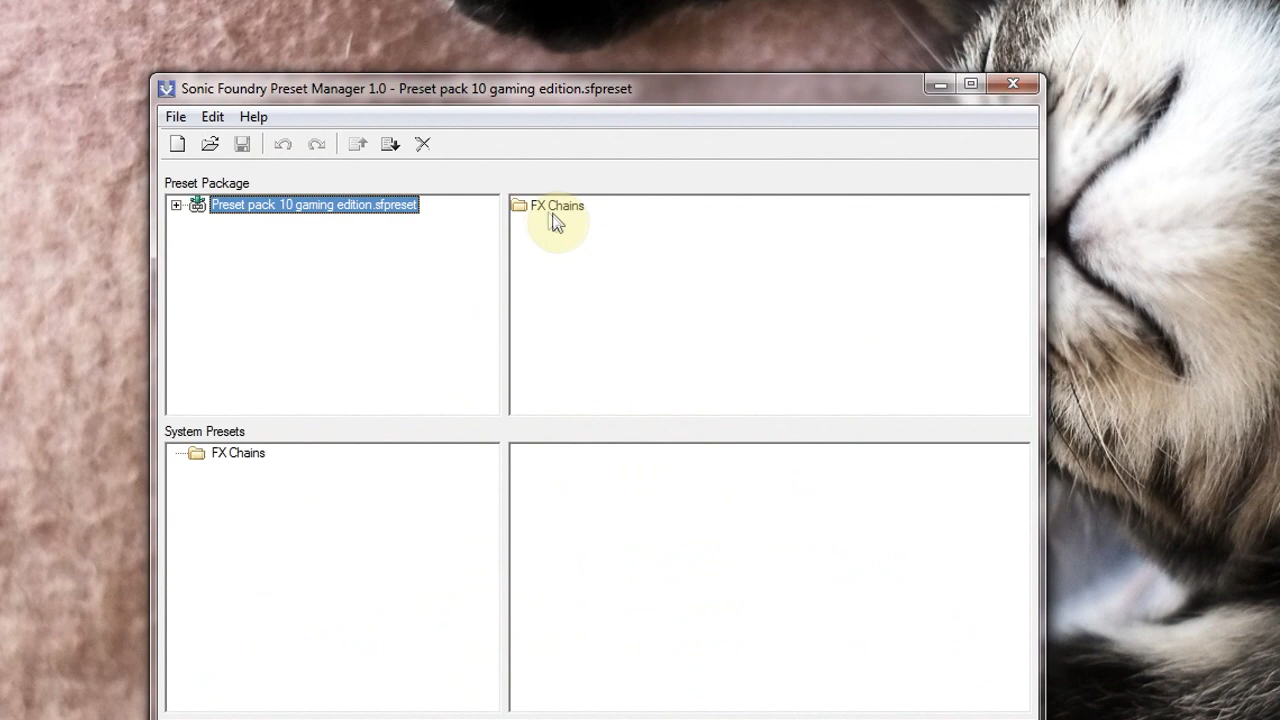 Sonic Foundry Preset Manager 1.0 - Preset pack 10 gaming edition.sfpreset
File Edit Help
Preset Package
Preset pack 10 gaming edition.sfpreset
FX Chains
System Presets
FX Chains